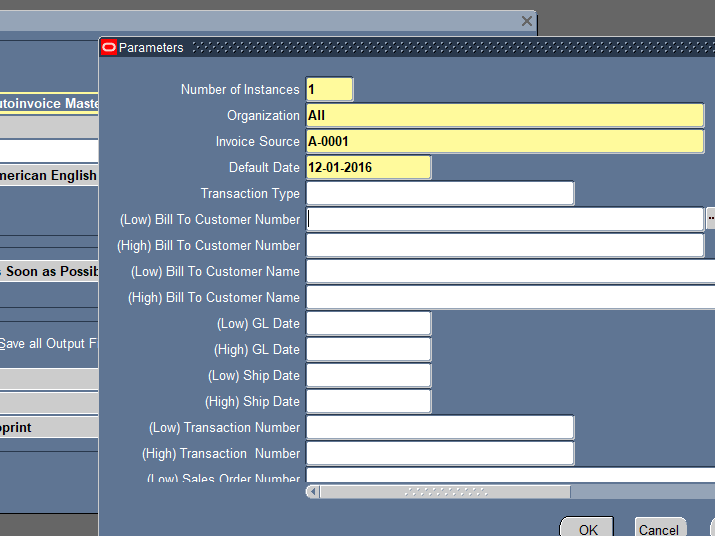 Parameters
Number of Instances 1
Organization All
utoinvoice Maste
Invoice Source A-0001
Default Date 12-01-2016
merican English
Transaction Type
(Low) Bill To Customer Number
(High) Bill To Customer Number
s Soon as Possib
(Low) Bill To Customer Name
(High) Bill To Customer Name
(Low) GL Date
Save all Output F
(High) GL Date
(Low) Ship Date
(High) Ship Date
oprint
(Low) Transaction Number
(High) Transaction Number
(Low) Sales Order Number
OK Cancel